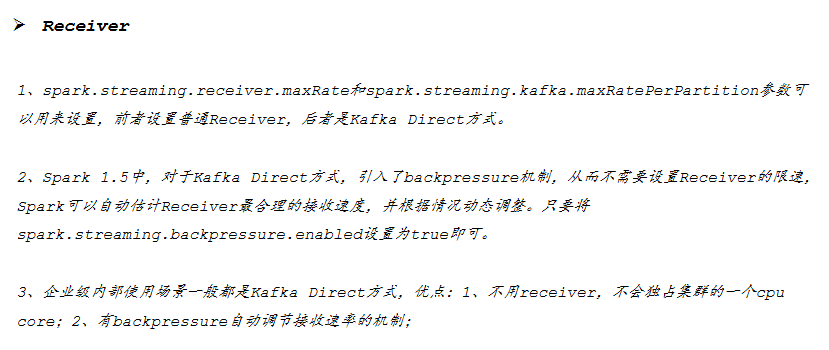 ➢ Receiver
1、spark.streaming.receiver.maxRate和spark.streaming.kafka.maxRatePerPartition参数可
以用来设置, 前者设置普通Receiver, 后者是Kafka Direct方式。
2、Spark 1.5中, 对于Kafka Direct方式, 引入了backpressure机制, 从而不需要设置Receiver的限速,
Spark可以自动估计Receiver最合理的接收速度, 并根据情况动态调整。只要将
spark.streaming.backpressure.enabled设置为true即可。
3、企业级内部使用场景一般都是Kafka Direct方式, 优点: 1、不用receiver, 不会独占集群的一个cpu
core; 2、有backpressure自动调节接收速率的机制;